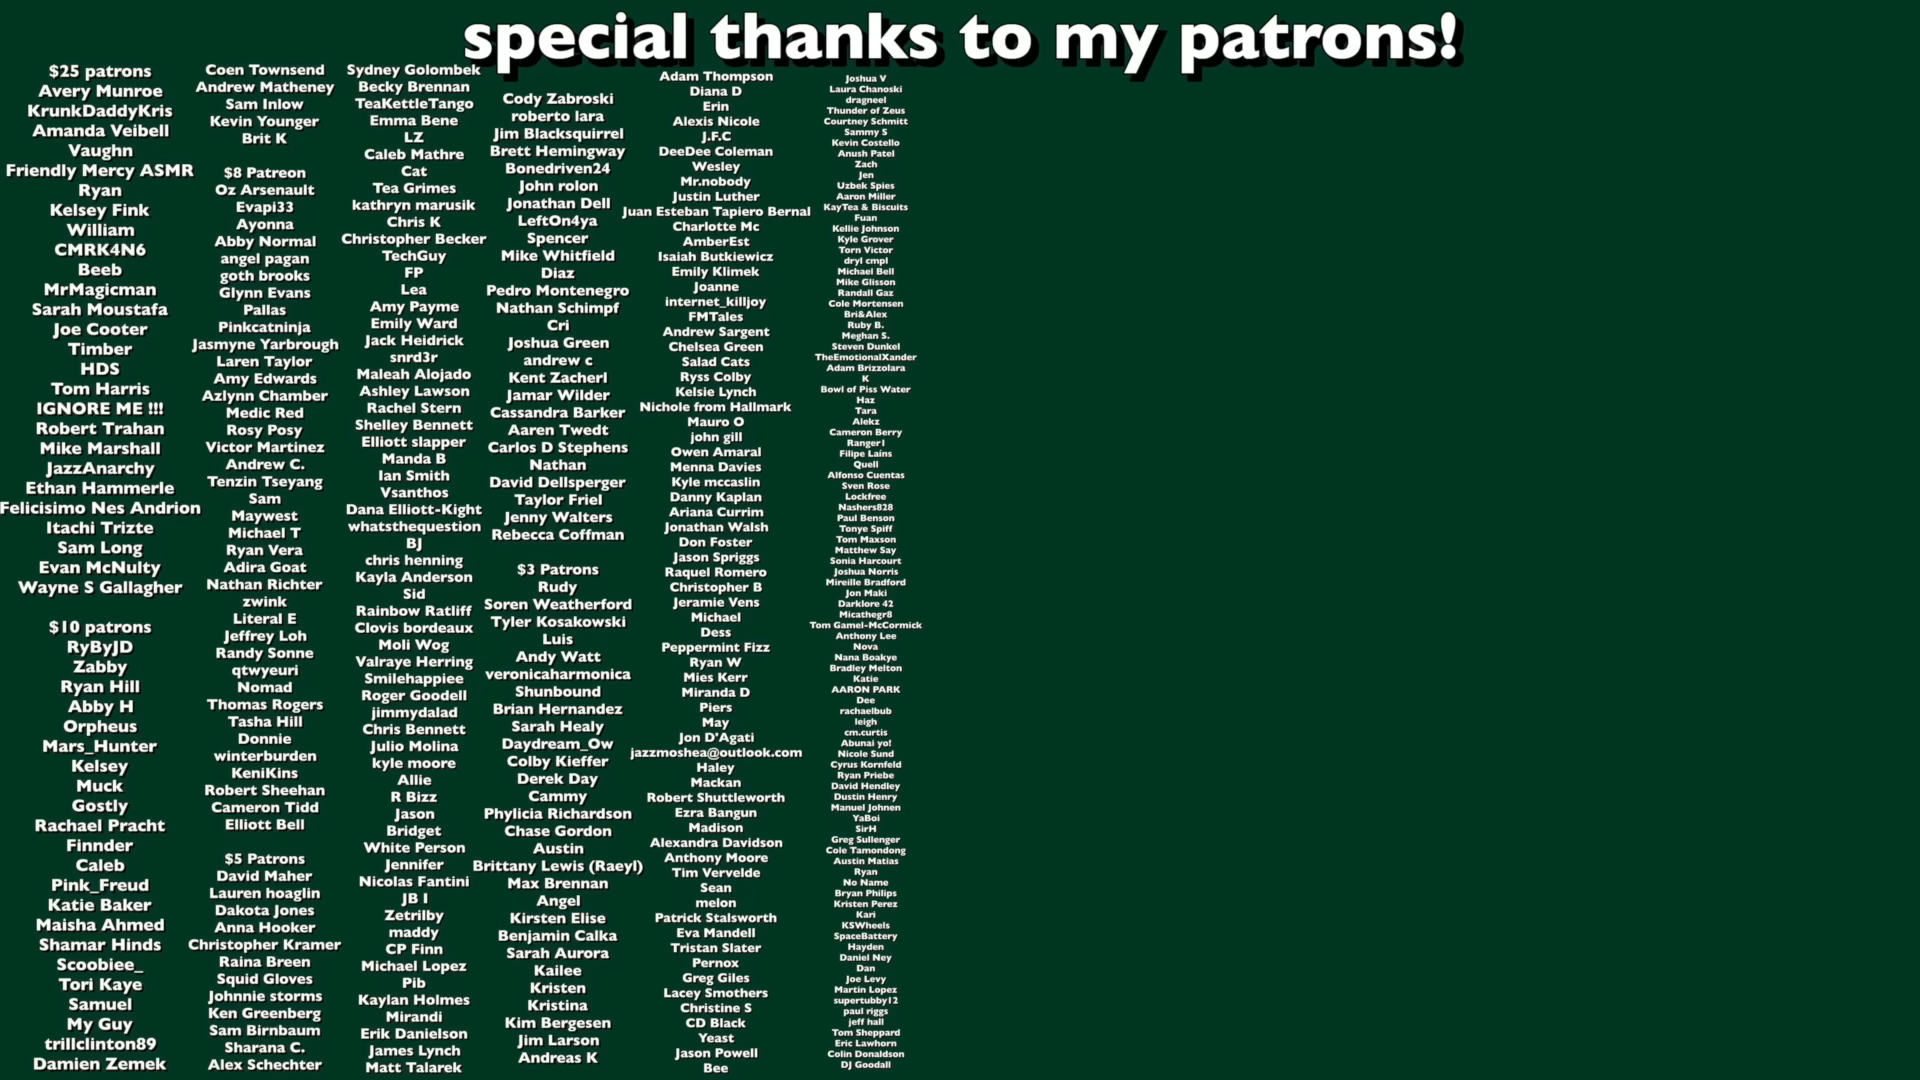 special thanks to my patrons!
$25 patrons
Avery Munroe
KrunkDaddyKris
Amanda Veibell
Vaughn
Friendly Mercy ASMR
Ryan
Kelsey Fink
William
CMRK4N6
Beeb
MrMagicman
Sarah Moustafa
Joe Cooter
Timber
HDS
Tom Harris
IGNORE ME !!!
Robert Trahan
Mike Marshall
JazzAnarchy
Ethan Hammerle
Felicisimo Nes Andrion
Itachi Trizte
Sam Long
Evan McNulty
Wayne S Gallagher
$10 patrons
RyByJD
Zabby
Ryan Hill
Abby H
Orpheus
Mars_Hunter
Kelsey
Muck
Gostly
Rachael Pracht
Finnder
Caleb
Pink_Freud
Katie Baker
Maisha Ahmed
Shamar Hinds
Scoobiee_
Tori Kaye
Samuel
My Guy
trillclinton89
Damien Zemek
Coen Townsend
Andrew Matheney
Sam Inlow
Kevin Younger
Brit K
$8 Patreon
Oz Arsenault
Evapi33
Ayonna
Abby Normal
angel pagan
goth brooks
Glynn Evans
Pallas
Pinkcatninja
Jasmyne Yarbrough
Laren Taylor
Amy Edwards
Azlynn Chamber
Medic Red
Rosy Posy
Victor Martinez
Andrew C.
Tenzin Tseyang
Sam
Maywest
Michael T
Ryan Vera
Adira Goat
Nathan Richter
zwink
Literal E
Jeffrey Loh
Randy Sonne
qtwyeuri
Nomad
Thomas Rogers
Tasha Hill
Donnie
winterburden
KeniKins
Robert Sheehan
Cameron Tidd
Elliott Bell
$5 Patrons
David Maher
Lauren hoaglin
Dakota Jones
Anna Hooker
Christopher Kramer
Raina Breen
Squid Gloves
Johnnie storms
Ken Greenberg
Sam Birnbaum
Sharana C.
Alex Schechter
Sydney Golombek
Becky Brennan
TeaKettleTango
Emma Bene
LZ
Caleb Mathre
Cat
Tea Grimes
kathryn marusik
Chris K
Christopher Becker
TechGuy
FP
Lea
Amy Payme
Emily Ward
Jack Heidrick
snrd3r
Maleah Alojado
Ashley Lawson
Rachel Stern
Shelley Bennett
Elliott slapper
Manda B
Ian Smith
Vsanthos
Dana Elliott-Kight
whatsthequestion
BJ
chris henning
Kayla Anderson
Sid
Rainbow Ratliff
Clovis bordeaux
Moli Wog
Valraye Herring
Smilehappiee
Roger Goodell
jimmydalad
Chris Bennett
Julio Molina
kyle moore
Allie
R Bizz
Jason
Bridget
White Person
Jennifer
Nicolas Fantini
JB I
Zetrilby
maddy
CP Finn
Michael Lopez
Pib
Kaylan Holmes
Mirandi
Erik Danielson
James Lynch
Matt Talarek
Cody Zabroski
roberto lara
Jim Blacksquirrel
Brett Hemingway
Bonedriven24
John rolon
Jonathan Dell
LeftOn4ya
Spencer
Mike Whitfield
Diaz
Pedro Montenegro
Nathan Schimpf
Cri
Joshua Green
andrew c
Kent Zacherl
Jamar Wilder
Cassandra Barker
Aaren Twedt
Carlos D Stephens
Nathan
David Dellsperger
Taylor Friel
Jenny Walters
Rebecca Coffman
$3 Patrons
Rudy
Soren Weatherford
Tyler Kosakowski
Luis
Andy Watt
veronicaharmonica
Shunbound
Brian Hernandez
Sarah Healy
Daydream_Ow
Colby Kieffer
Derek Day
Cammy
Phylicia Richardson
Chase Gordon
Austin
Brittany Lewis (Raeyl)
Max Brennan
Angel
Kirsten Elise
Benjamin Calka
Sarah Aurora
Kailee
Kristen
Kristina
Kim Bergesen
Jim Larson
Andreas K
Adam Thompson
Diana D
Erin
Alexis Nicole
J.F.C
DeeDee Coleman
Wesley
Mr.nobody
Justin Luther
Juan Esteban Tapiero Bernal
Charlotte Mc
AmberEst
Isaiah Butkiewicz
Emily Klimek
Joanne
internet_killjoy
FMTales
Andrew Sargent
Chelsea Green
Salad Cats
Ryss Colby
Kelsie Lynch
Nichole from Hallmark
Mauro O
john gill
Owen Amaral
Menna Davies
Kyle mccaslin
Danny Kaplan
Ariana Currim
Jonathan Walsh
Don Foster
Jason Spriggs
Raquel Romero
Christopher B
Jeramie Vens
Michael
Dess
Peppermint Fizz
Ryan W
Mies Kerr
Miranda D
Piers
May
Jon D'Agati
jazzmoshea@outlook.com
Haley
Mackan
Robert Shuttleworth
Ezra Bangun
Madison
Alexandra Davidson
Anthony Moore
Tim Vervelde
Sean
melon
Patrick Stalsworth
Eva Mandell
Tristan Slater
Pernox
Greg Giles
Lacey Smothers
Christine S
CD Black
Yeast
Jason Powell
Bee
Joshua V
Laura Chanoski
dragneel
Thunder of Zeus
Courtney Schmitt
Sammy S
Kevin Costello
Anush Patel
Zach
Jen
Uzbek Spies
Aaron Miller
KayTea & Biscuits
Fuan
Kellie Johnson
Kyle Grover
Torn Victor
dryl cmpl
Michael Bell
Mike Glisson
Randall Gaz
Cole Mortensen
Bri&Alex
Ruby B.
Meghan S.
Steven Dunkel
TheEmotionalXander
Adam Brizzolara
K
Bowl of Piss Water
Haz
Tara
Alekz
Cameron Berry
Ranger1
Filipe Laíns
Quell
Alfonso Cuentas
Sven Rose
Lockfree
Nashers828
Paul Benson
Tonye Spiff
Tom Maxson
Matthew Say
Sonia Harcourt
Joshua Norris
Mireille Bradford
Jon Maki
Darklore 42
Micathegr8
Tom Gamel-McCormick
Anthony Lee
Nova
Nana Boakye
Bradley Melton
Katie
AARON PARK
Dee
rachaelbub
leigh
cm.curtis
Abunai yo!
Nicole Sund
Cyrus Kornfeld
Ryan Priebe
David Hendley
Dustin Henry
Manuel Johnen
YaBoi
SirH
Greg Sullenger
Cole Tamondong
Austin Matias
Ryan
No Name
Bryan Philips
Kristen Perez
Kari
KSWheels
SpaceBattery
Hayden
Daniel Ney
Dan
Joe Levy
Martin Lopez
supertubby12
paul riggs
jeff hall
Tom Sheppard
Eric Lawhorn
Colin Donaldson
DJ Goodall